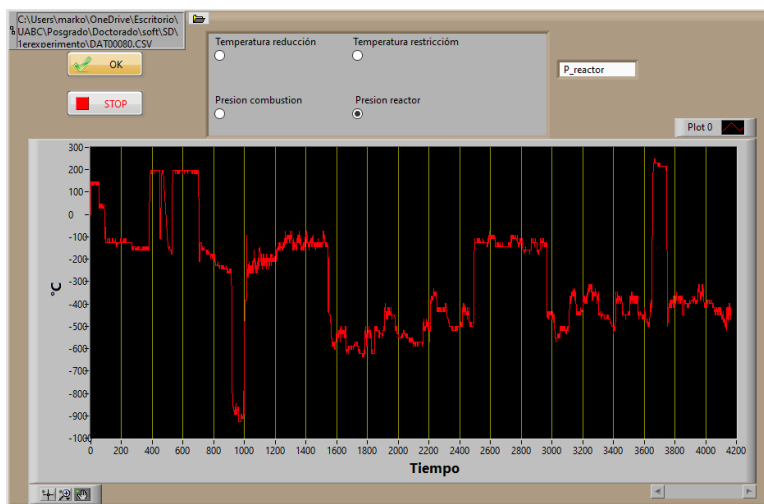 C:\Users\marko\OneDrive\Escritorio\
UABC\Posgrado\Doctorado\soft\SD\
1erexperimento\DAT00080.CSV
OK
STOP
Temperatura reducción
Temperatura restriccióm
Presion combustion
Presion reactor
P_reactor
Plot 0
300
200
100
0
-100
-200
-300
-400
-500
-600
-700
-800
-900
-1000
°C
0 200 400 600 800 1000 1200 1400 1600 1800 2000 2200 2400 2600 2800 3000 3200 3400 3600 3800 4000 4200
Tiempo